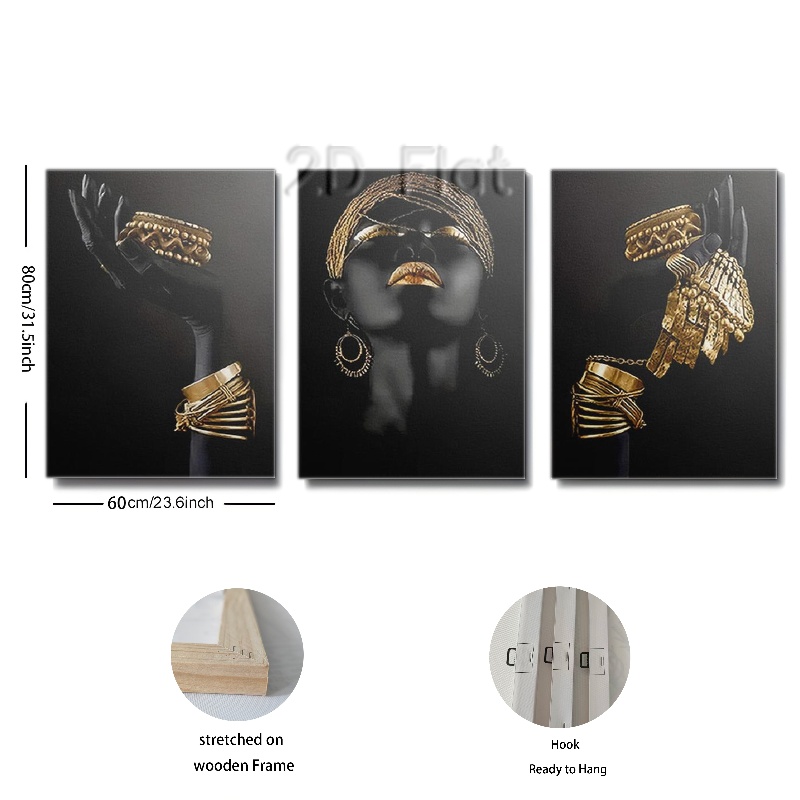 2D Flat
80cm/31.5inch
60cm/23.6inch
stretched on
wooden Frame
Hook
Ready to Hang